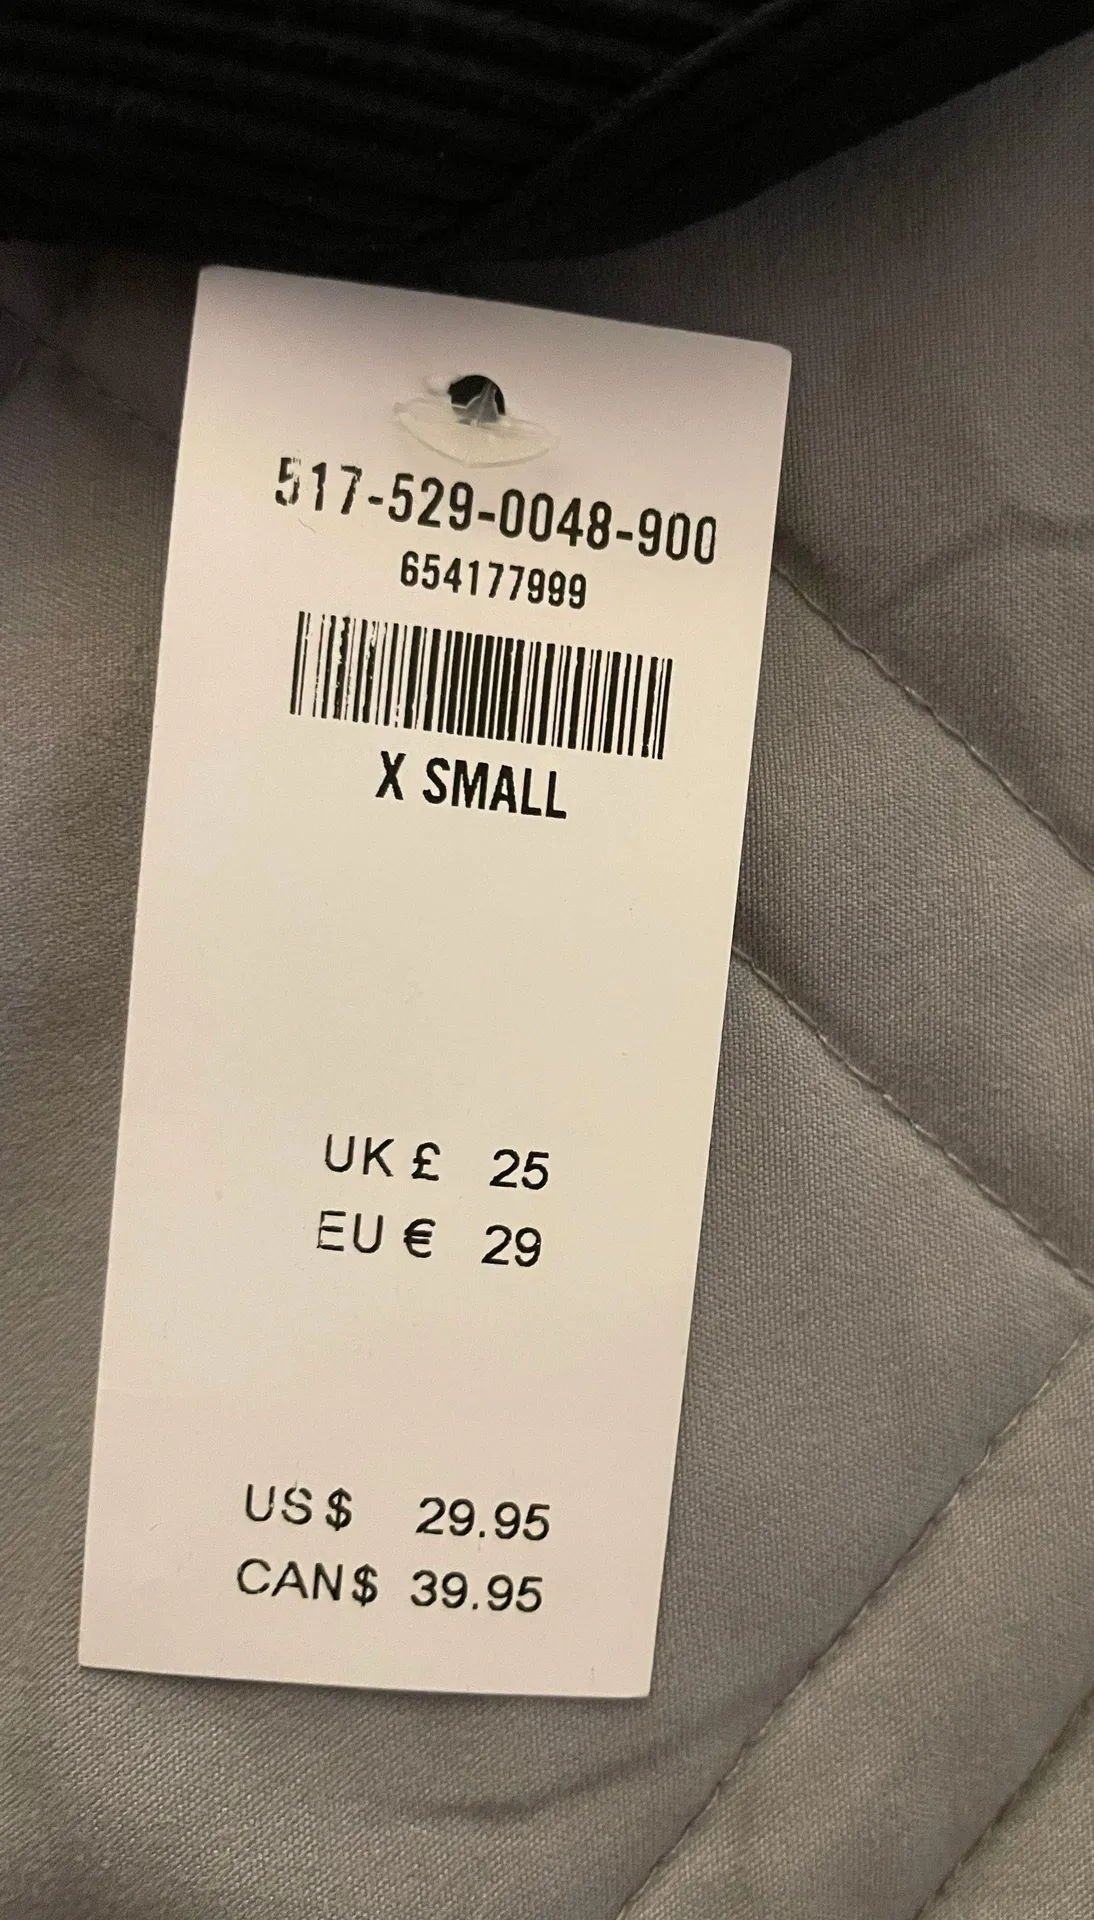 517-529-0048-900
654177999
X SMALL
UK £ 25
EU € 29
US $ 29.95
CAN $ 39.95